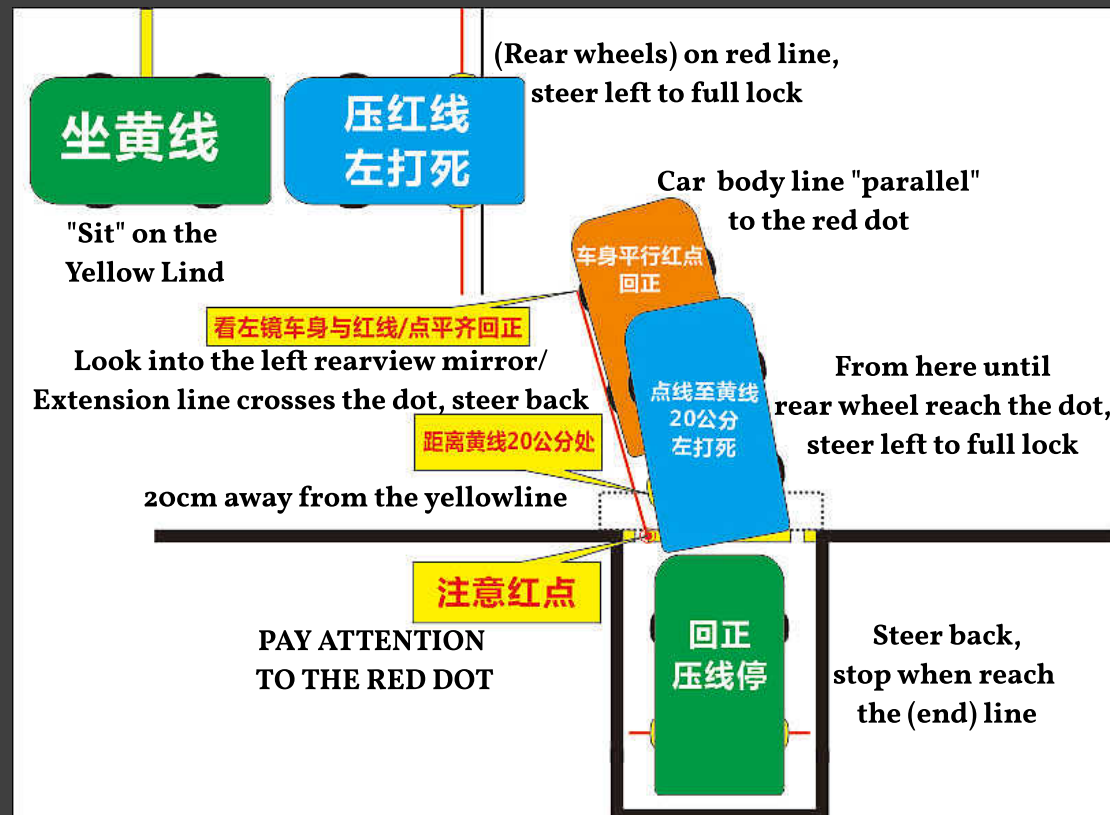 (Rear wheels) on red line,
steer left to full lock
坐黄线
压红线
左打死
"Sit" on the
Yellow Lind
Car body line "parallel"
to the red dot
车身平行红点
回正
看左镜车身与红线/点平齐回正
Look into the left rearview mirror/
Extension line crosses the dot, steer back
点线至黄线
20公分
左打死
From here until
rear wheel reach the dot,
steer left to full lock
距离黄线20公分处
20cm away from the yellowline
注意红点
PAY ATTENTION
TO THE RED DOT
回正
压线停
Steer back,
stop when reach
the (end) line